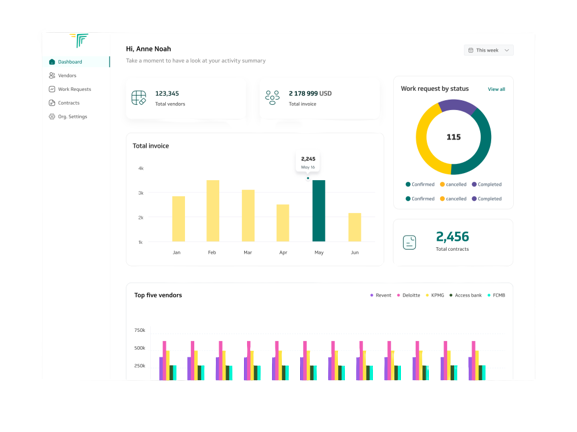 Hi, Anne Noah
Take a moment to have a look at your activity summary
This week
Dashboard
Vendors
Work Requests
Contracts
Org. Settings
123,345
Total vendors
2 178 999 USD
Total invoice
Work request by status
View all
115
Confirmed cancelled Completed
Confirmed cancelled Completed
Total invoice
2,245
May 14
4k
3k
2k
1k
Jan Feb Mar Apr May Jun
2,456
Total contracts
Top five vendors
Revent Deloitte KPMG Access bank FCMB
750k
500k
250k